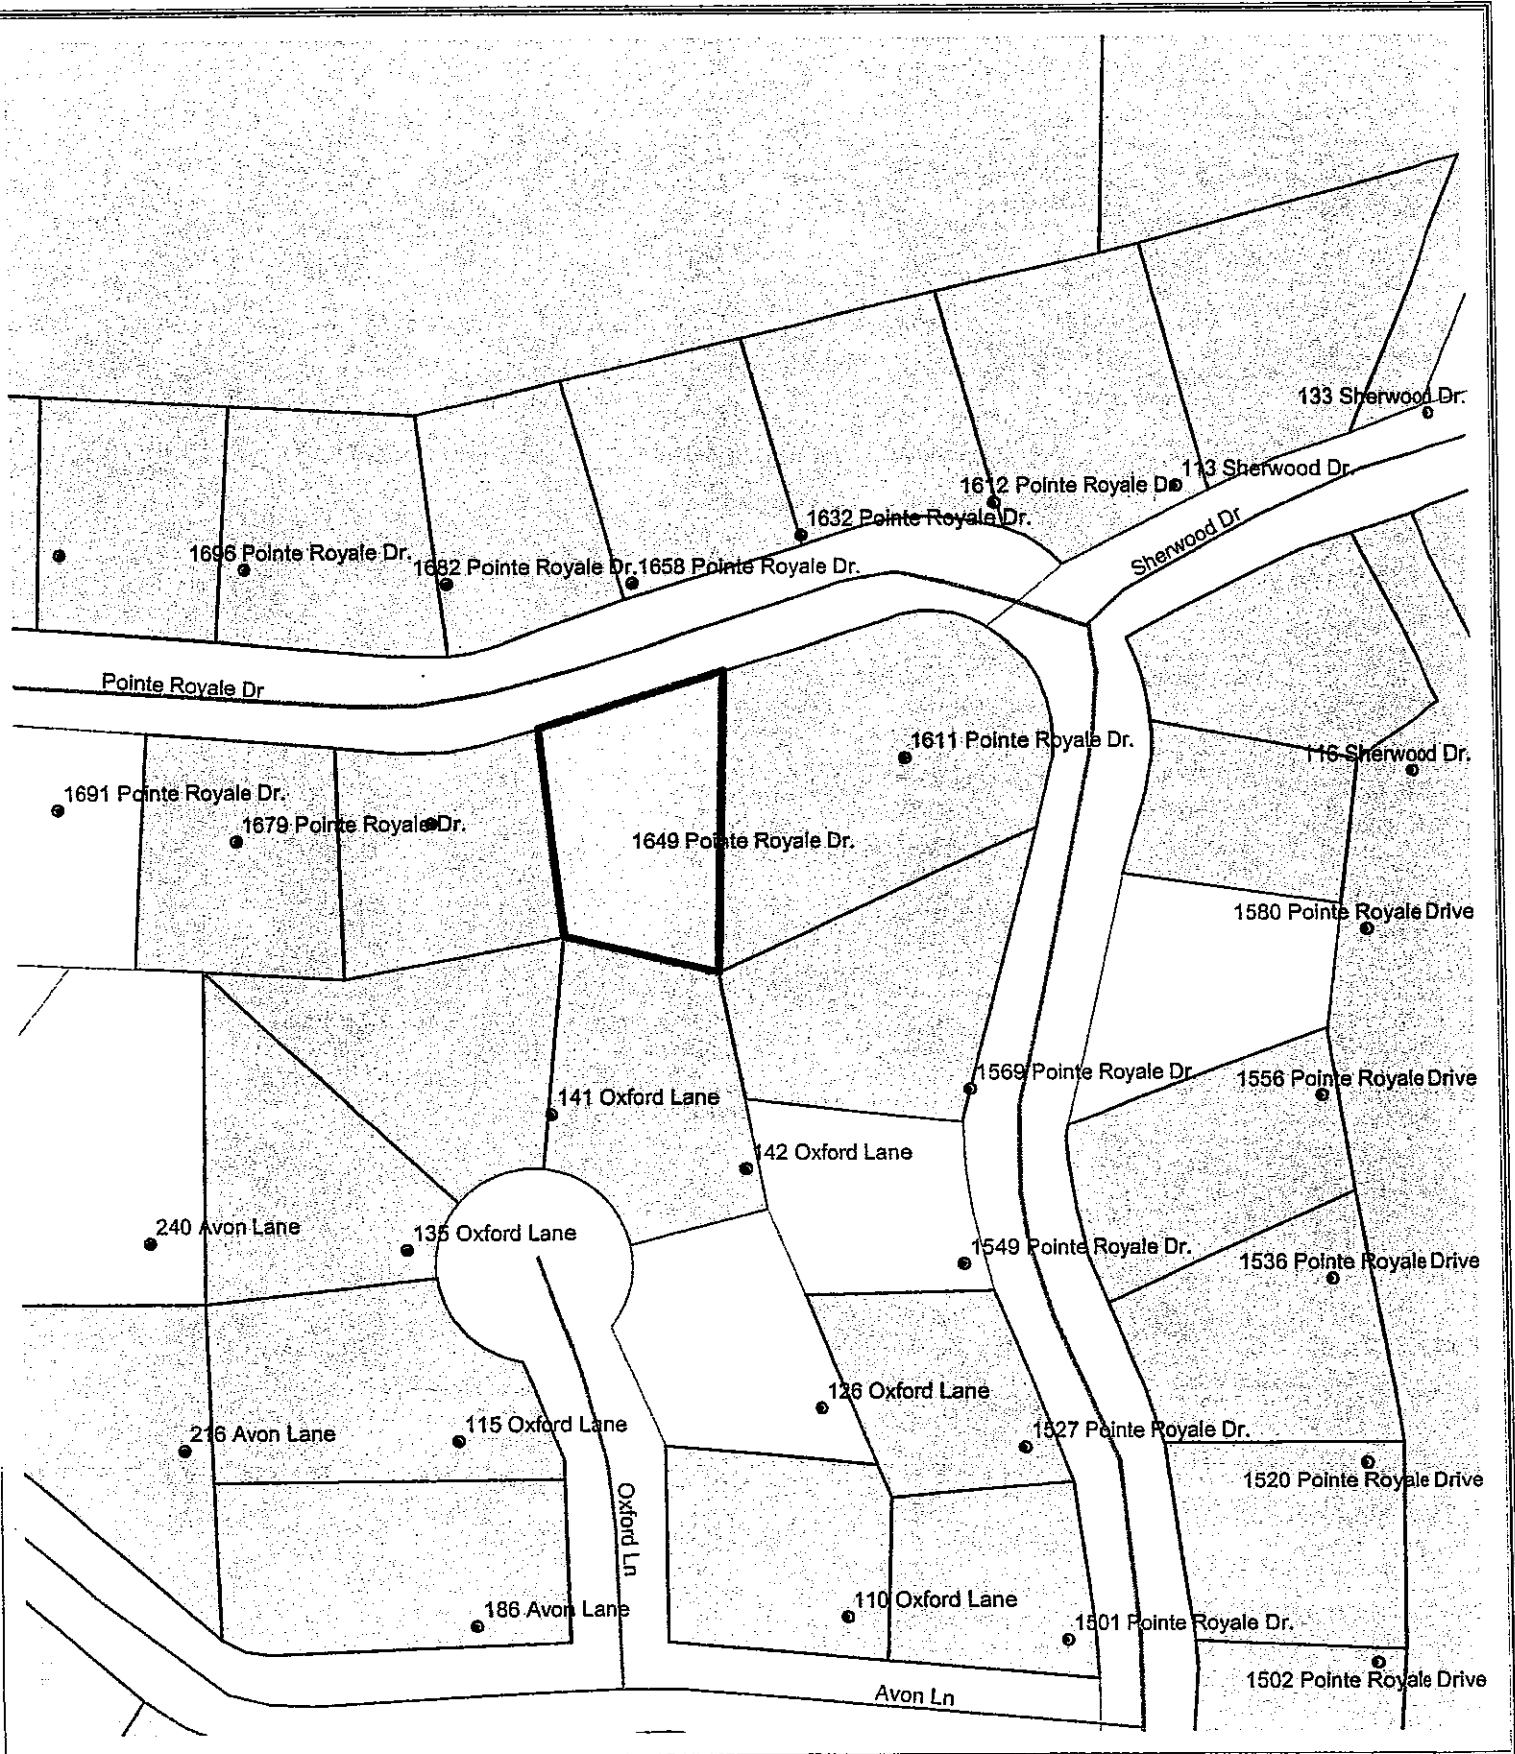 133 Sherwood Dr.
113 Sherwood Dr.
1612 Pointe Royale Dr.
1632 Pointe Royale Dr.
Sherwood Dr
1696 Pointe Royale Dr.
1682 Pointe Royale Dr.
1658 Pointe Royale Dr.
Pointe Royale Dr
1611 Pointe Royale Dr.
116 Sherwood Dr.
1691 Pointe Royale Dr.
1679 Pointe Royale Dr.
1649 Pointe Royale Dr.
1580 Pointe Royale Drive
1569 Pointe Royale Dr.
1556 Pointe Royale Drive
141 Oxford Lane
142 Oxford Lane
240 Avon Lane
135 Oxford Lane
1549 Pointe Royale Dr.
1536 Pointe Royale Drive
126 Oxford Lane
216 Avon Lane
115 Oxford Lane
1527 Pointe Royale Dr.
1520 Pointe Royale Drive
Oxford Ln
186 Avon Lane
110 Oxford Lane
1501 Pointe Royale Dr.
1502 Pointe Royale Drive
Avon Ln